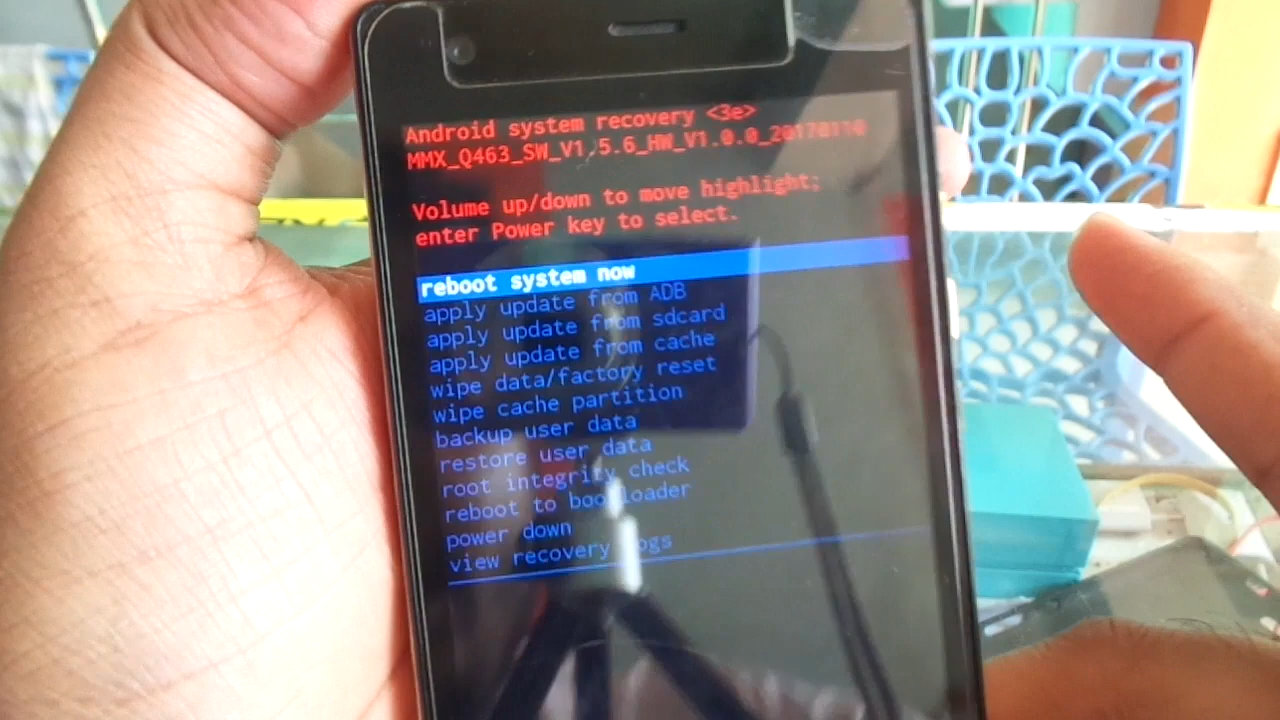 Android system recovery <3e>
MMX_Q463_SW_V1.5.6_HW_V1.0.0_20170110
Volume up/down to move highlight;
enter Power key to select.
reboot system now
apply update from ADB
apply update from sdcard
apply update from cache
wipe data/factory reset
wipe cache partition
backup user data
restore user data
root integrity check
reboot to bootloader
power down
view recovery logs